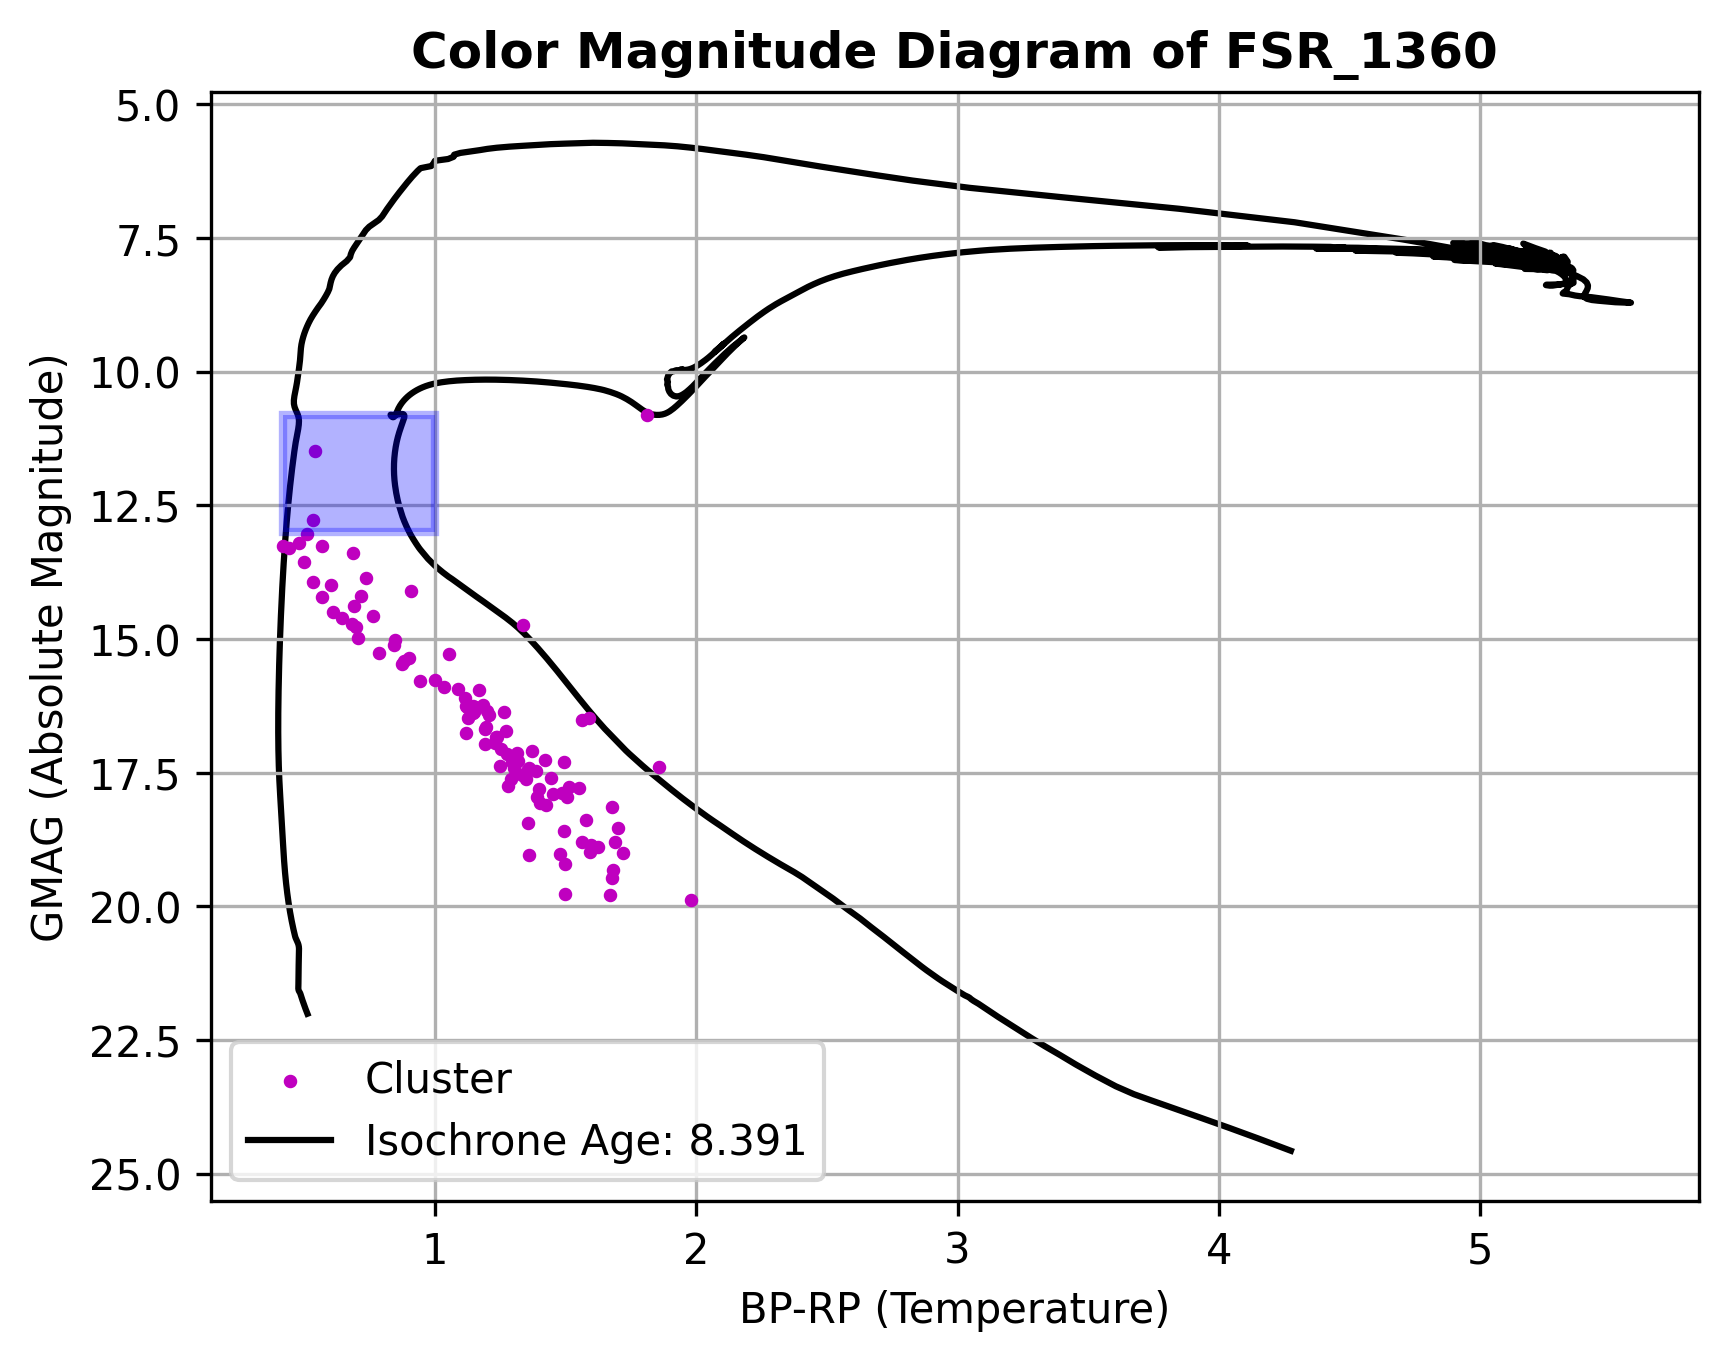 Color Magnitude Diagram of FSR_1360
GMAG (Absolute Magnitude)
5.0
7.5
10.0
12.5
15.0
17.5
20.0
22.5
25.0
Cluster
Isochrone Age: 8.391
1 2 3 4 5
BP-RP (Temperature)